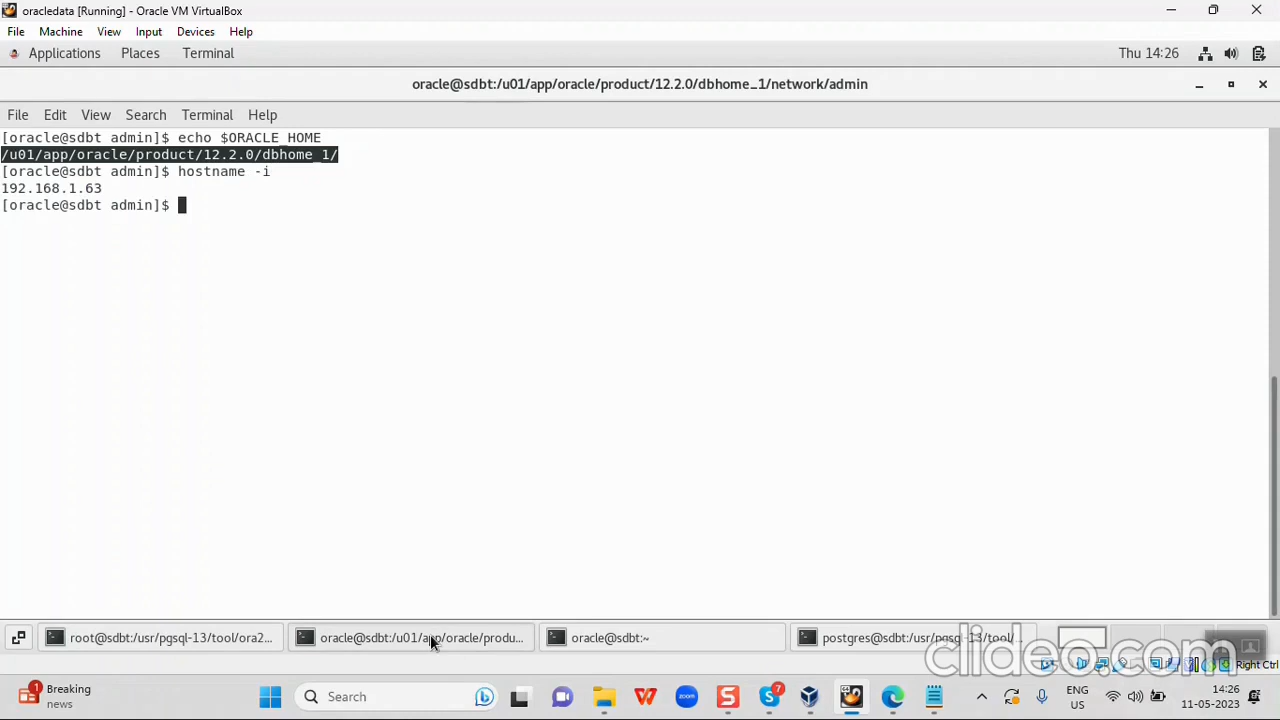 oracledata [Running] - Oracle VM VirtualBox
File Machine View Input Devices Help
Applications Places Terminal Thu 14:26
oracle@sdbt:/u01/app/oracle/product/12.2.0/dbhome_1/network/admin
File Edit View Search Terminal Help
[oracle@sdbt admin]$ echo $ORACLE_HOME
/u01/app/oracle/product/12.2.0/dbhome_1/
[oracle@sdbt admin]$ hostname -i
192.168.1.63
[oracle@sdbt admin]$
root@sdbt:/usr/pgsql-13/tool/ora2... oracle@sdbt:/u01/app/oracle/produ... oracle@sdbt:~ postgres@sdbt:/usr/pgsql-13/tool/
clideo.com
Right Ctrl
1 Breaking news
Search
7
ENG US
14:26
11-05-2023